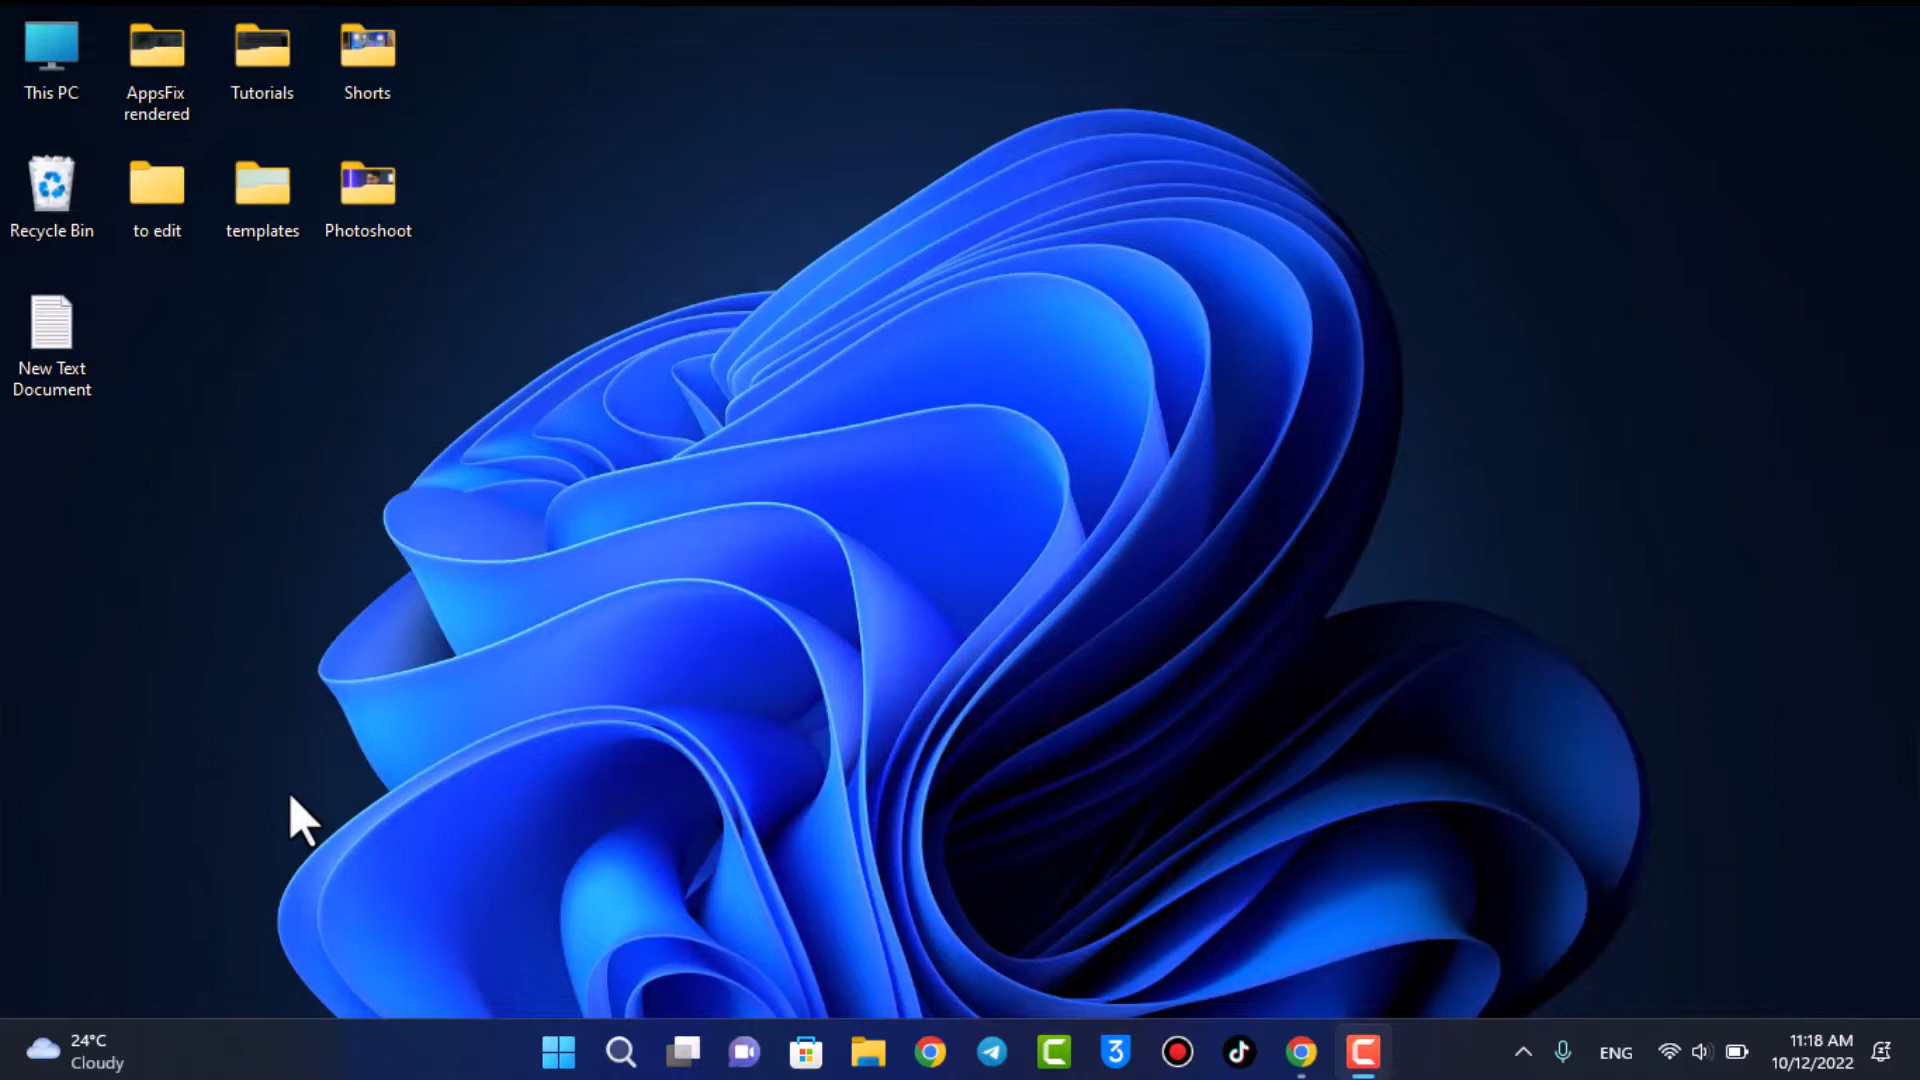 This PC
AppsFix
rendered
Tutorials
Shorts
Recycle Bin
to edit
templates
Photoshoot
New Text
Document
24°C
Cloudy
3
ENG
11:18 AM
10/12/2022